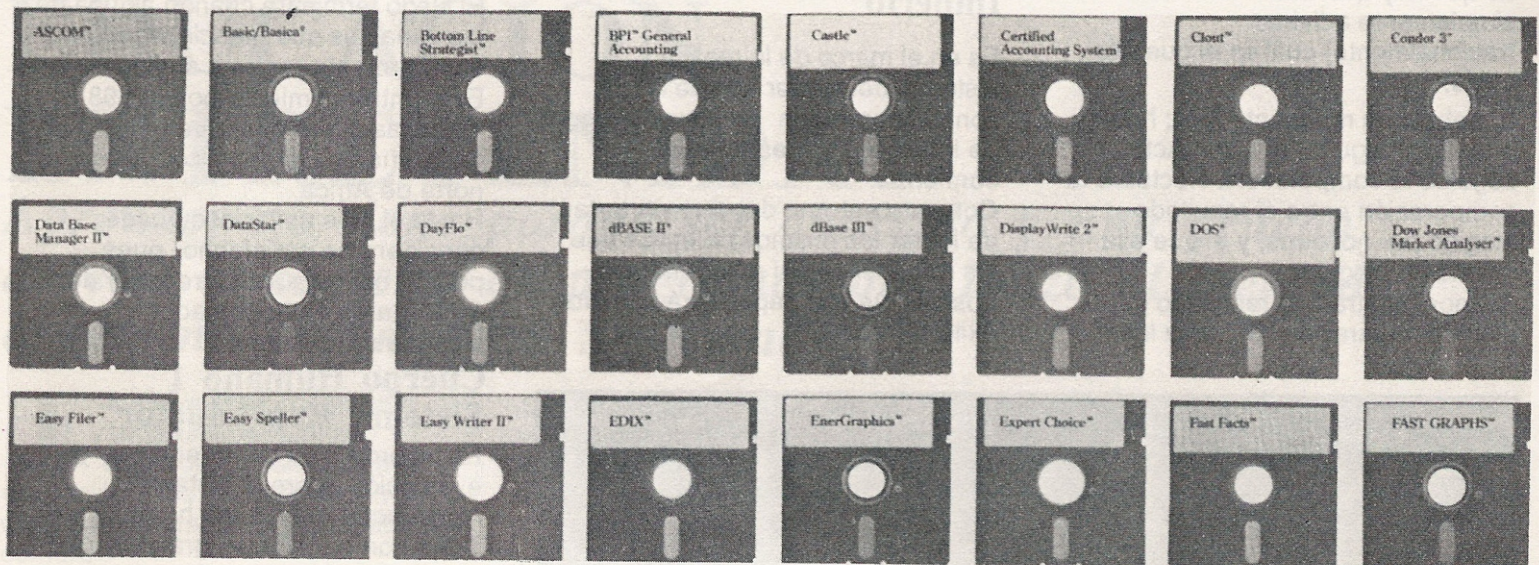 ASCOM™
Basic/Basica®
Bottom Line
Strategist™
BPI™ General
Accounting
Castle™
Certified
Accounting System™
Clout™
Condor 3™
Data Base
Manager II™
DataStar®
DayFlo™
dBASE II®
dBase III™
DisplayWrite 2™
DOS®
Dow Jones
Market Analyser™
Easy Filer™
Easy Speller™
Easy Writer II™
EDIX™
EnerGraphics™
Expert Choice™
Fast Facts™
FAST GRAPHS™